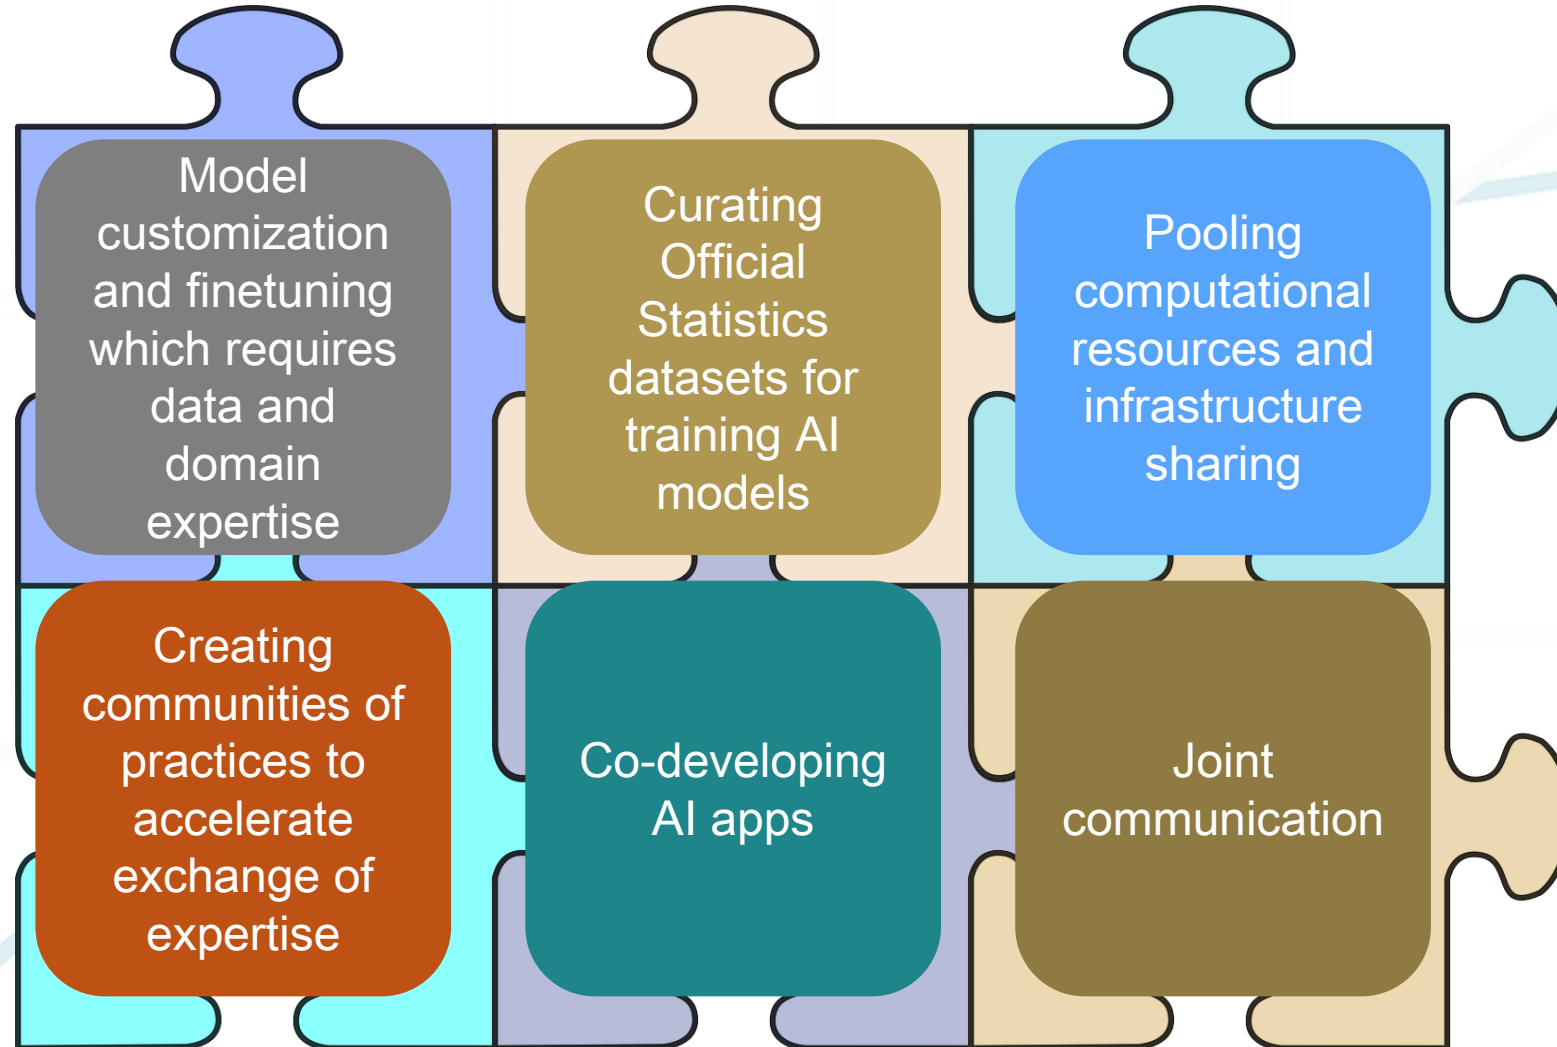 Model
customization
and finetuning
which requires
data and
domain
expertise
Curating
Official
Statistics
datasets for
training AI
models
Pooling
computational
resources and
infrastructure
sharing
Creating
communities of
practices to
accelerate
exchange of
expertise
Co-developing
AI apps
Joint
communication